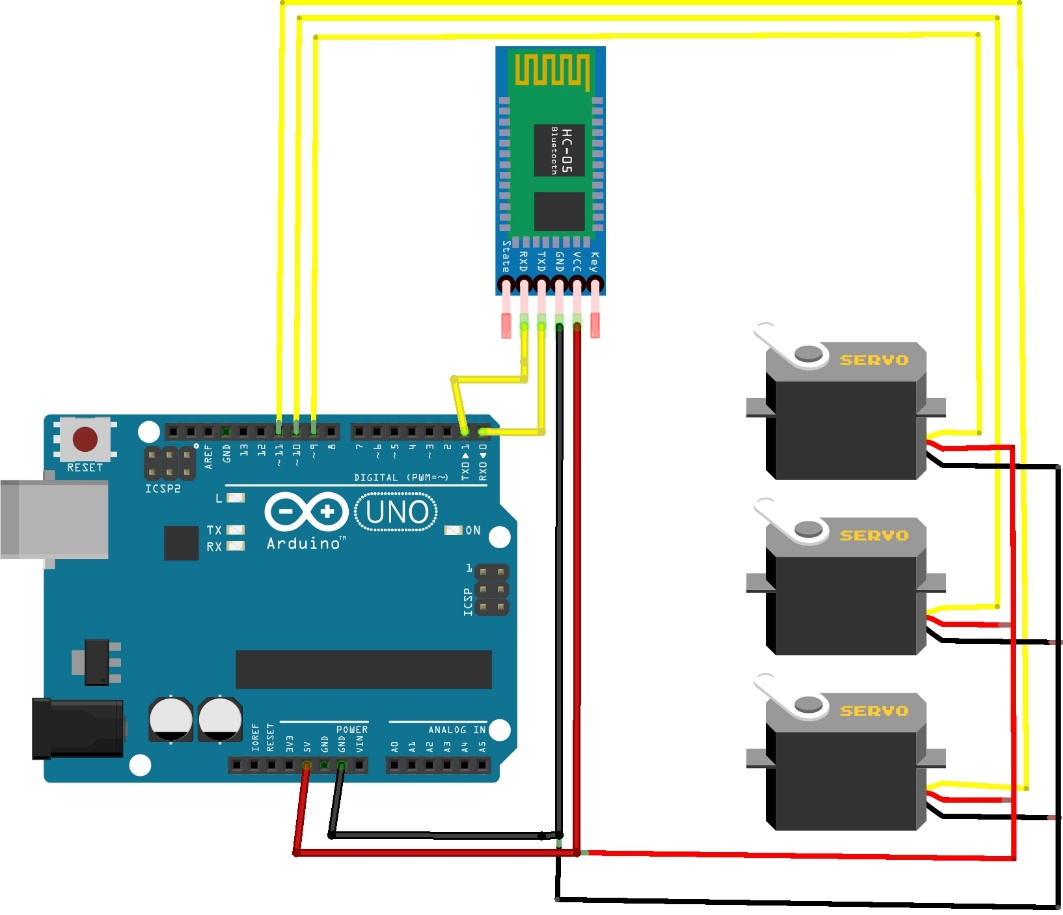 HC-05
Bluetooth
State
RXD
TXD
GND
VCC
Key
SERVO
SERVO
SERVO
RESET
ICSP2
AREF
GND
13
12
~11
~10
~9
8
7
~6
~5
4
~3
2
TX0 ▶ 1
RX0 ◀ 0
DIGITAL (PWM=~)
L
TX
RX
Arduino™
UNO
ON
1
ICSP
IOREF
RESET
3V3
5V
GND
GND
VIN
POWER
ANALOG IN
A0
A1
A2
A3
A4
A5